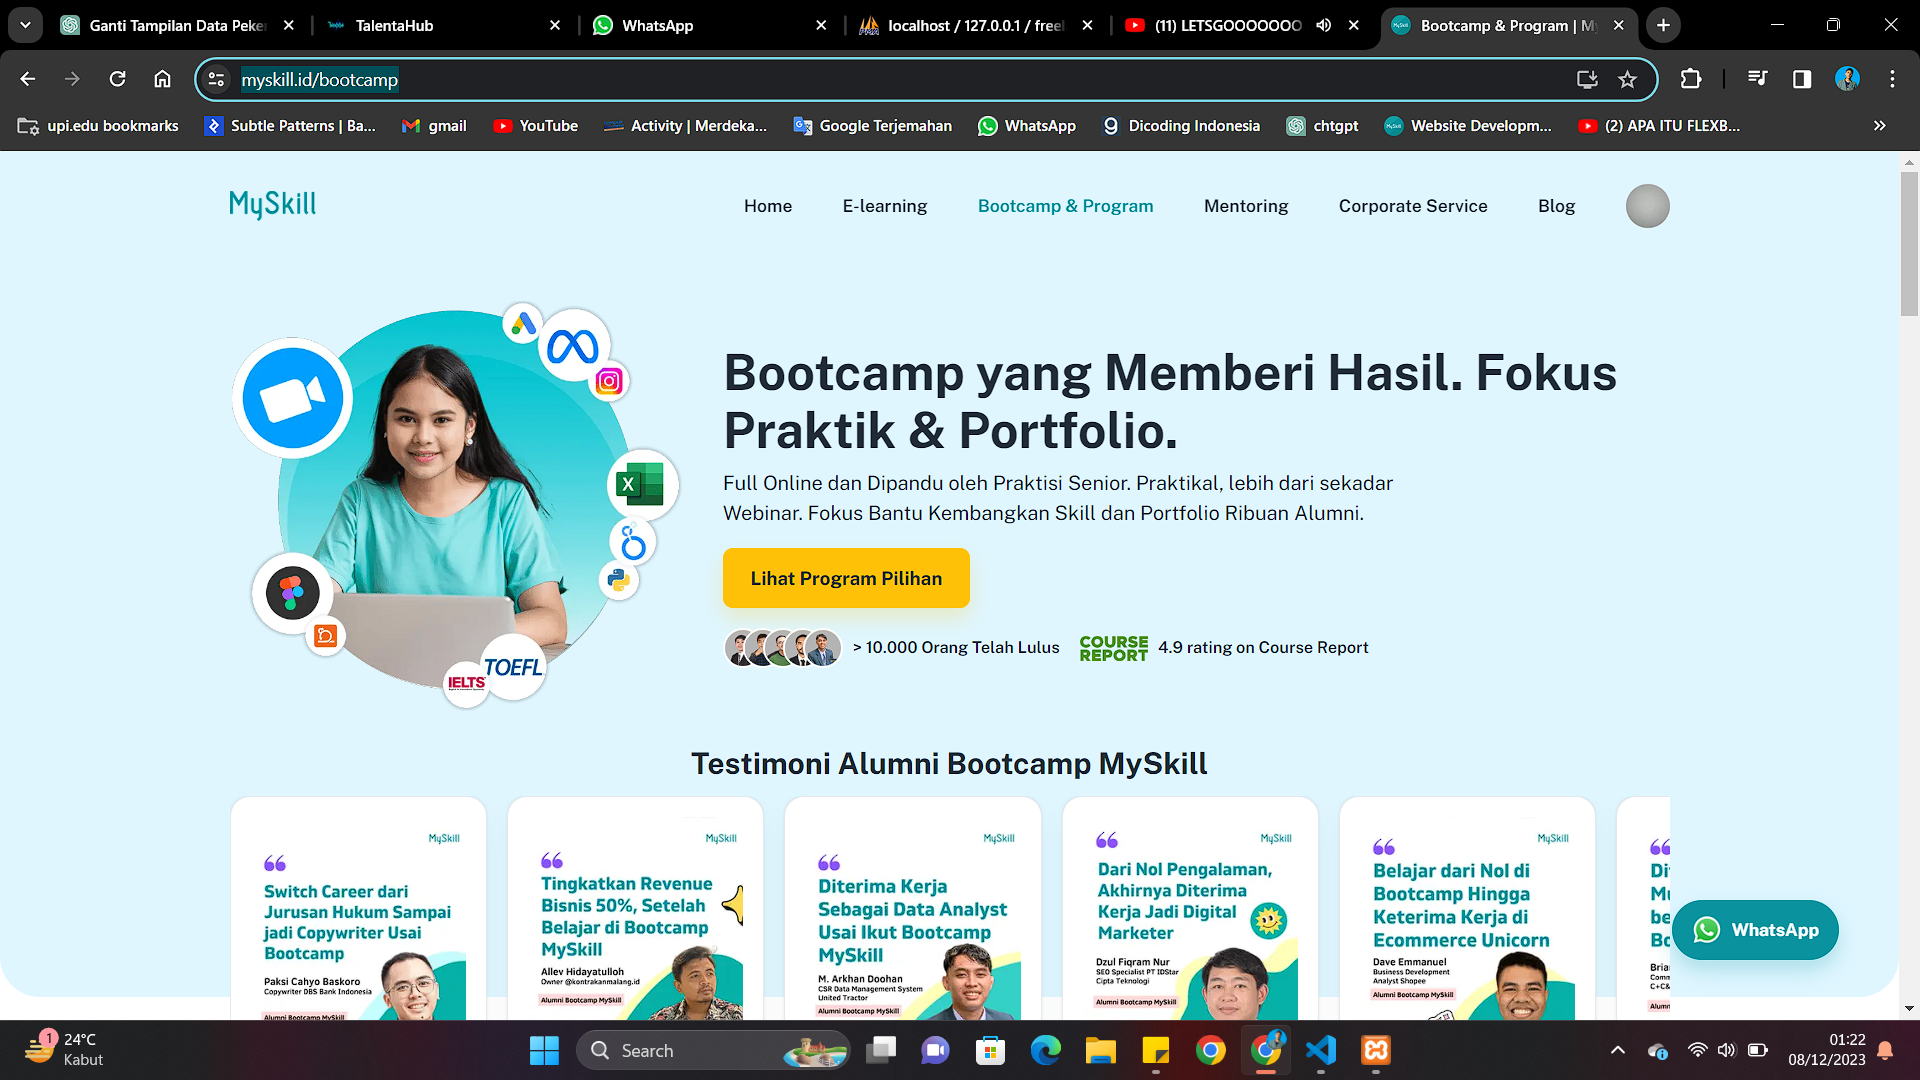 Ganti Tampilan Data Peke
TalentaHub
WhatsApp
localhost / 127.0.0.1 / free
(11) LETSGOOOOOOO
Bootcamp & Program | M
myskill.id/bootcamp
upi.edu bookmarks
Subtle Patterns | Ba...
gmail
YouTube
Activity | Merdeka...
Google Terjemahan
WhatsApp
Dicoding Indonesia
chtgpt
Website Developm...
(2) APA ITU FLEXB...
MySkill
Home
E-learning
Bootcamp & Program
Mentoring
Corporate Service
Blog
Bootcamp yang Memberi Hasil. Fokus
Praktik & Portfolio.
Full Online dan Dipandu oleh Praktisi Senior. Praktikal, lebih dari sekadar
Webinar. Fokus Bantu Kembangkan Skill dan Portfolio Ribuan Alumni.
Lihat Program Pilihan
> 10.000 Orang Telah Lulus
COURSE
REPORT
4.9 rating on Course Report
TOEFL
IELTS
Testimoni Alumni Bootcamp MySkill
MySkill
Switch Career dari
Jurusan Hukum Sampai
jadi Copywriter Usai
Bootcamp
Paksi Cahyo Baskoro
Copywriter DBS Bank Indonesia
Alumni Bootcamp MySkill
MySkill
Tingkatkan Revenue
Bisnis 50%, Setelah
Belajar di Bootcamp
MySkill
Allev Hidayatulloh
Owner @kontrakanmalang.id
Alumni Bootcamp MySkill
MySkill
Diterima Kerja
Sebagai Data Analyst
Usai Ikut Bootcamp
MySkill
M. Arkhan Doohan
CSR Data Management System
United Tractor
Alumni Bootcamp MySkill
MySkill
Dari Nol Pengalaman,
Akhirnya Diterima
Kerja Jadi Digital
Marketer
Dzul Fiqram Nur
SEO Specialist PT IDStar
Cipta Teknologi
Alumni Bootcamp MySkill
MySkill
Belajar dari Nol di
Bootcamp Hingga
Keterima Kerja di
Ecommerce Unicorn
Dave Emmanuel
Business Development
Analyst Shopee
Alumni Bootcamp MySkill
Di
Mu
be
Bo
Brian
Comm
C+C&
Alumn
WhatsApp
1
24°C
Kabut
Search
01:22
08/12/2023